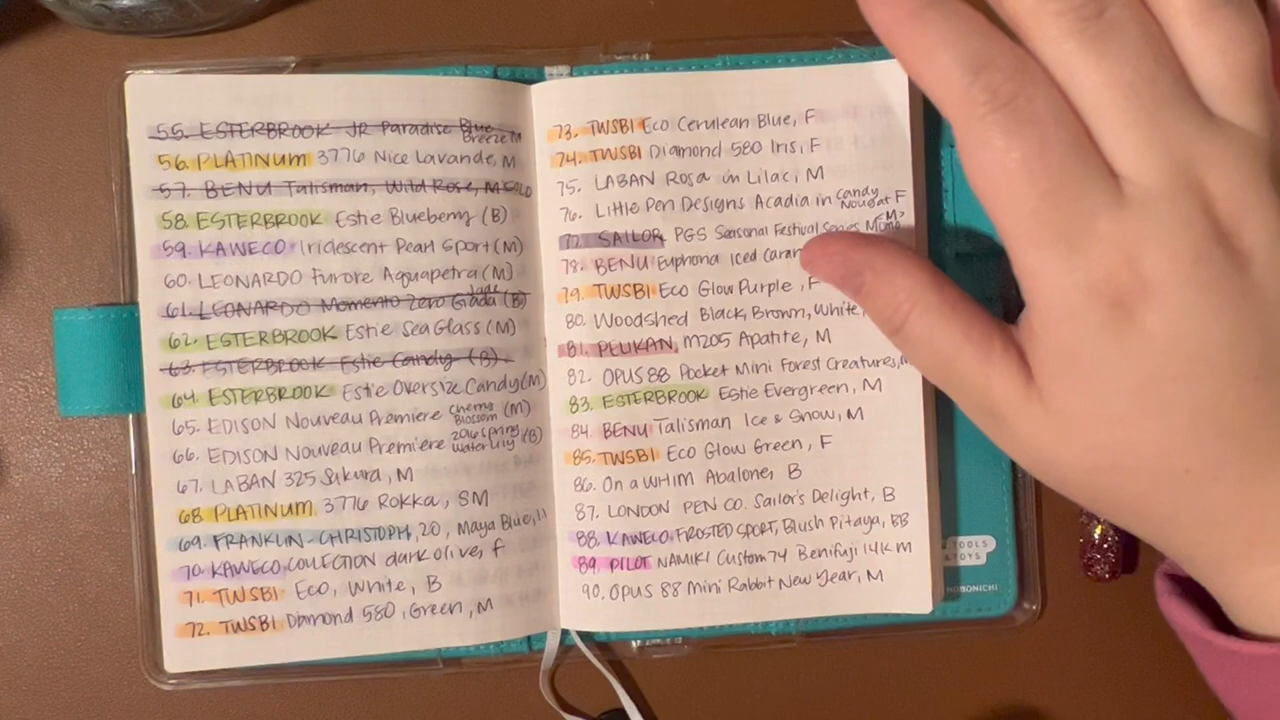 55. ESTERBROOK JR Paradise Blue Breeze M
56. PLATINUM 3776 Nice Lavande, M
57. BENU Talisman, Wild Rose, M SOLD
58. ESTERBROOK Estie Blueberry (B)
59. KAWECO Iridescent Pearl Sport (M)
60. LEONARDO Furore Aquapetra (M)
61. LEONARDO Momento Zero Giada Jade (B)
62. ESTERBROOK Estie Sea Glass (M)
63. ESTERBROOK Estie Candy (B).
64. ESTERBROOK Estie Oversize Candy (M)
65. EDISON Nouveau Premiere Cherry Blossom (M)
66. EDISON Nouveau Premiere 2016 Spring Water Lily (B)
67. LABAN 325 Sakura, M
68. PLATINUM 3776 Rokka, SM
69. FRANKLIN-CHRISTOPH, 20, Maya Blue,
70. KAWECO COLLECTION dark olive, f
71. TWSBI Eco, White, B
72. TWSBI Diamond 580, Green, M
73. TWSBI Eco Cerulean Blue, F
74. TWSBI Diamond 580 Iris, F
75. LABAN Rosa in Lilac, M
76. Little Pen Designs Acadia in Candy Nougat F
77. SAILOR PGS Seasonal Festival Series Momo <M>
78. BENU Euphoria Iced
79. TWSBI Eco Glow Purple, F
80. Woodshed Black, Brown, White,
81. PELIKAN, M205 Apatite, M
82. OPUS 88 Pocket Mini Forest Creatures, M
83. ESTERBROOK Estie Evergreen, M
84. BENU Talisman Ice & Snow, M
85. TWSBI Eco Glow Green, F
86. On a WHIM Abalone, B
87. LONDON PEN CO. Sailor's Delight, B
88. KAWECO, FROSTED SPORT, Blush Pitaya, BB
89. PILOT NAMIKI Custom 74 Benifuji 14K M
90. OPUS 88 Mini Rabbit New Year, M
TOOLS
TOYS
HOBONICHI